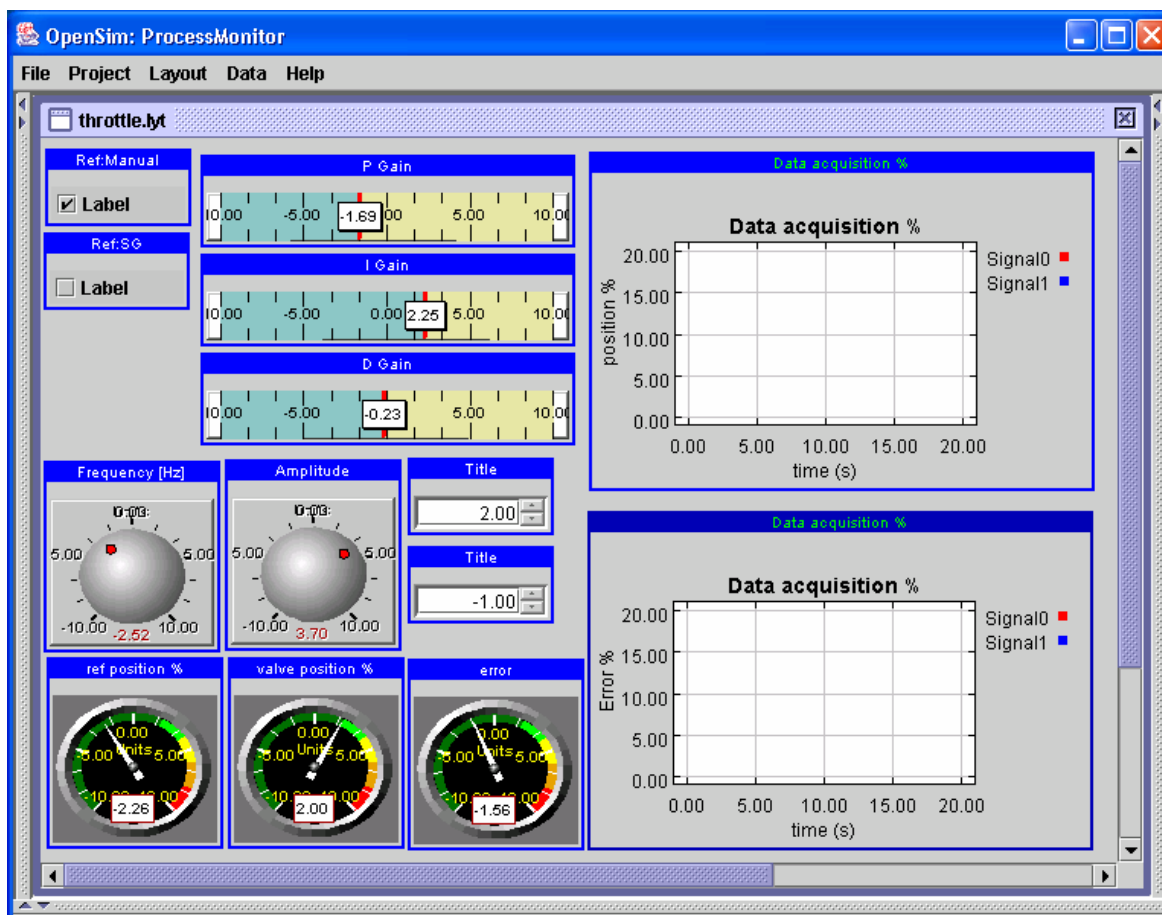 OpenSim: ProcessMonitor
File Project Layout Data Help
throttle.lyt
Ref:Manual
Label
Ref:SG
Label
P Gain
10.00 -5.00 -1.69 00 5.00 10.00
I Gain
10.00 -5.00 0.00 2.25 5.00 10.00
D Gain
10.00 -5.00 -0.23 5.00 10.00
Data acquisition %
Data acquisition %
20.00
15.00
10.00
5.00
0.00
position %
0.00 5.00 10.00 15.00 20.00
time (s)
Signal0
Signal1
Frequency [Hz]
5.00 5.00
-10.00 -2.52 10.00
Amplitude
5.00 5.00
-10.00 3.70 10.00
Title
2.00
Title
-1.00
Data acquisition %
Data acquisition %
20.00
15.00
10.00
5.00
0.00
Error %
0.00 5.00 10.00 15.00 20.00
time (s)
Signal0
Signal1
ref position %
0.00
Units
-5.00 5.00
-2.26
valve position %
0.00
Units
-5.00 5.00
2.00
error
0.00
Units
-5.00 5.00
-1.56